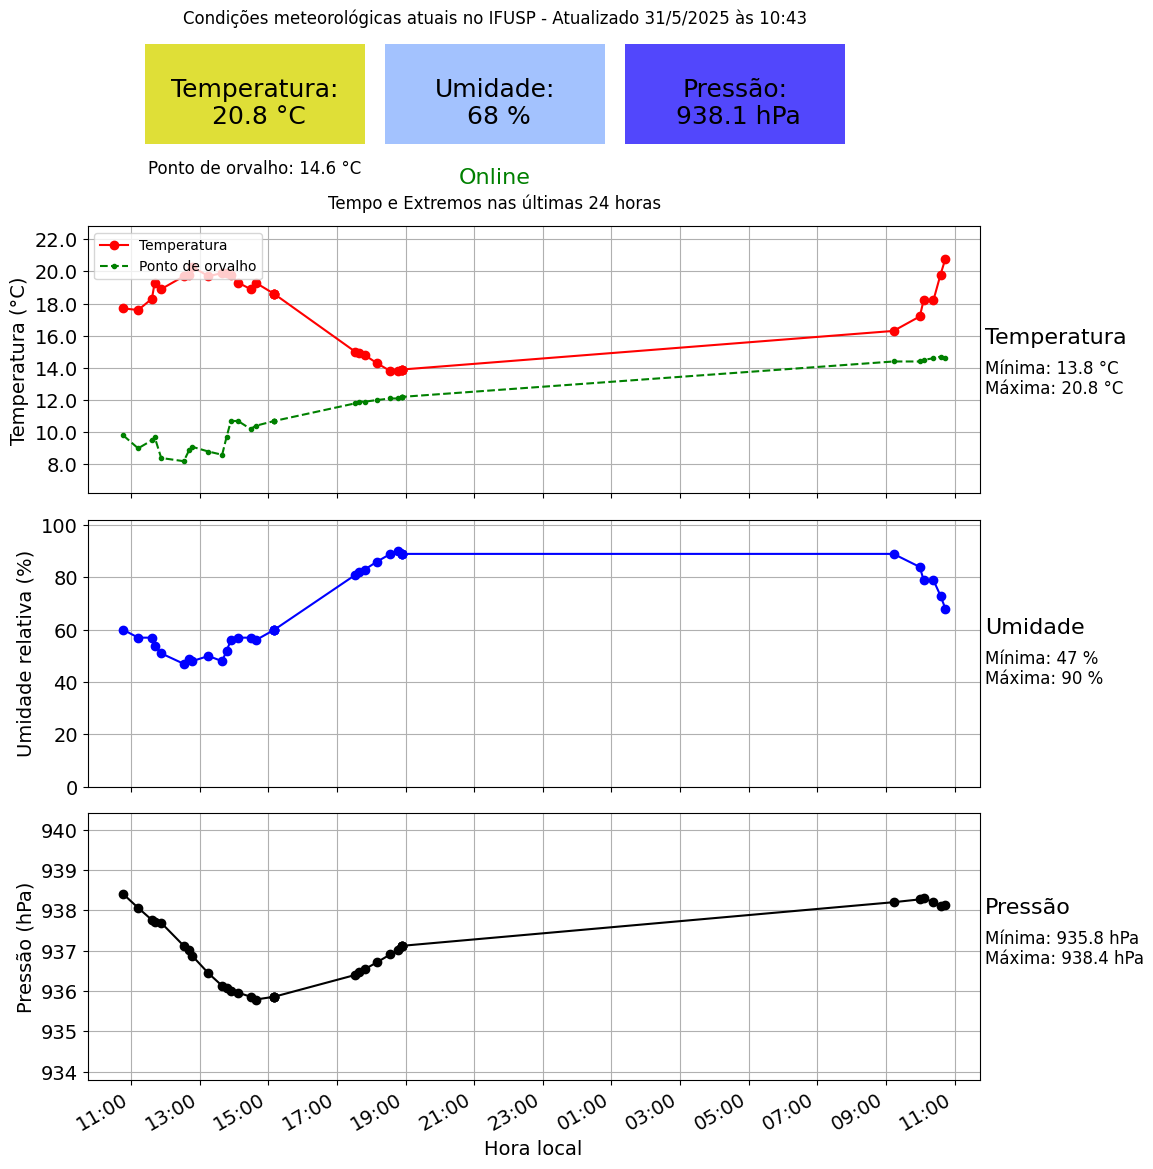 Condições meteorológicas atuais no IFUSP - Atualizado 31/5/2025 às 10:43
Temperatura:
20.8 °C
Umidade:
68 %
Pressão:
938.1 hPa
Ponto de orvalho: 14.6 °C
Online
Tempo e Extremos nas últimas 24 horas
Temperatura (°C)
22.0
20.0
18.0
16.0
14.0
12.0
10.0
8.0
Temperatura
Ponto de orvalho
Temperatura
Mínima: 13.8 °C
Máxima: 20.8 °C
Umidade relativa (%)
100
80
60
40
20
0
Umidade
Mínima: 47 %
Máxima: 90 %
Pressão (hPa)
940
939
938
937
936
935
934
Pressão
Mínima: 935.8 hPa
Máxima: 938.4 hPa
11:00 13:00 15:00 17:00 19:00 21:00 23:00 01:00 03:00 05:00 07:00 09:00 11:00
Hora local